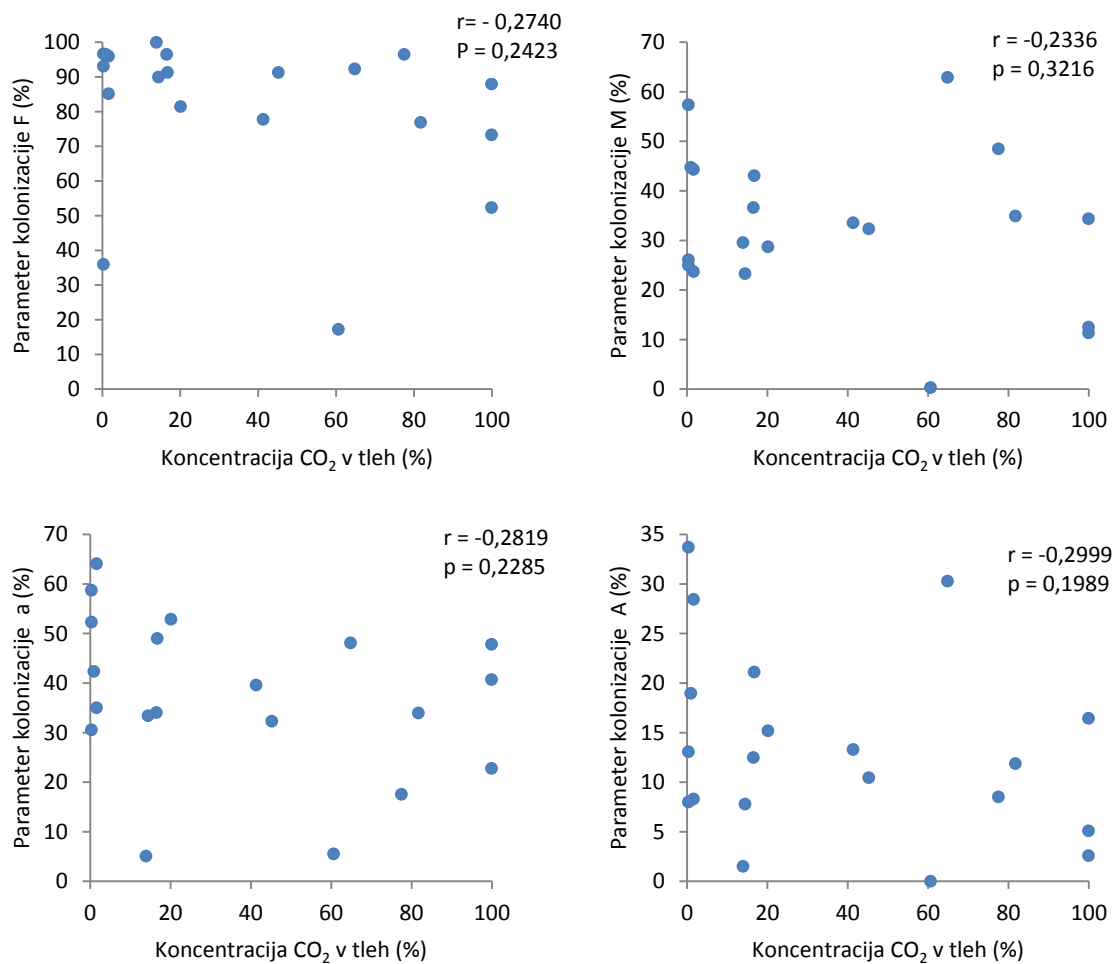 r= - 0,2740
P = 0,2423
Parameter kolonizacije F (%)
100
90
80
70
60
50
40
30
20
10
0
0 20 40 60 80 100
Koncentracija CO₂ v tleh (%)
r = -0,2336
p = 0,3216
Parameter kolonizacije M (%)
70
60
50
40
30
20
10
0
0 20 40 60 80 100
Koncentracija CO₂ v tleh (%)
r = -0,2819
p = 0,2285
Parameter kolonizacije a (%)
70
60
50
40
30
20
10
0
0 20 40 60 80 100
Koncentracija CO₂ v tleh (%)
r = -0,2999
p = 0,1989
Parameter kolonizacije A (%)
35
30
25
20
15
10
5
0
0 20 40 60 80 100
Koncentracija CO₂ v tleh (%)